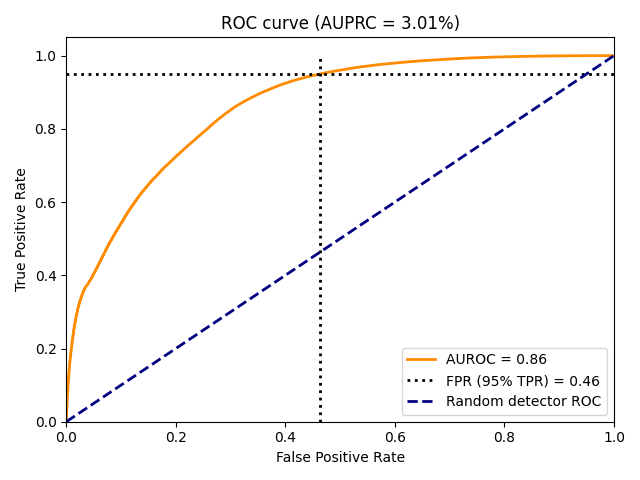 ROC curve (AUPRC = 3.01%)
1.0
0.8
0.6
0.4
0.2
0.0
True Positive Rate
AUROC = 0.86
FPR (95% TPR) = 0.46
Random detector ROC
0.0 0.2 0.4 0.6 0.8 1.0
False Positive Rate